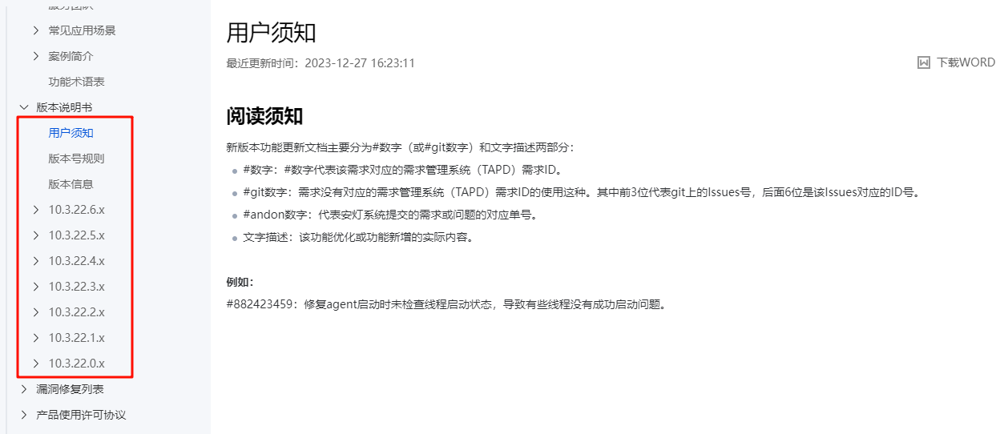 服务团队
常见应用场景
案例简介
功能术语表
版本说明书
用户须知
版本号规则
版本信息
10.3.22.6.x
10.3.22.5.x
10.3.22.4.x
10.3.22.3.x
10.3.22.2.x
10.3.22.1.x
10.3.22.0.x
漏洞修复列表
产品使用许可协议
用户须知
最近更新时间：2023-12-27 16:23:11
下载WORD
阅读须知
新版本功能更新文档主要分为#数字（或#git数字）和文字描述两部分：
#数字：#数字代表该需求对应的需求管理系统（TAPD）需求ID。
#git数字：需求没有对应的需求管理系统（TAPD）需求ID的使用这种。其中前3位代表git上的Issues号，后面6位是该Issues对应的ID号。
#andon数字：代表安灯系统提交的需求或问题的对应单号。
文字描述：该功能优化或功能新增的实际内容。
例如：
#882423459：修复agent启动时未检查线程启动状态，导致有些线程没有成功启动问题。